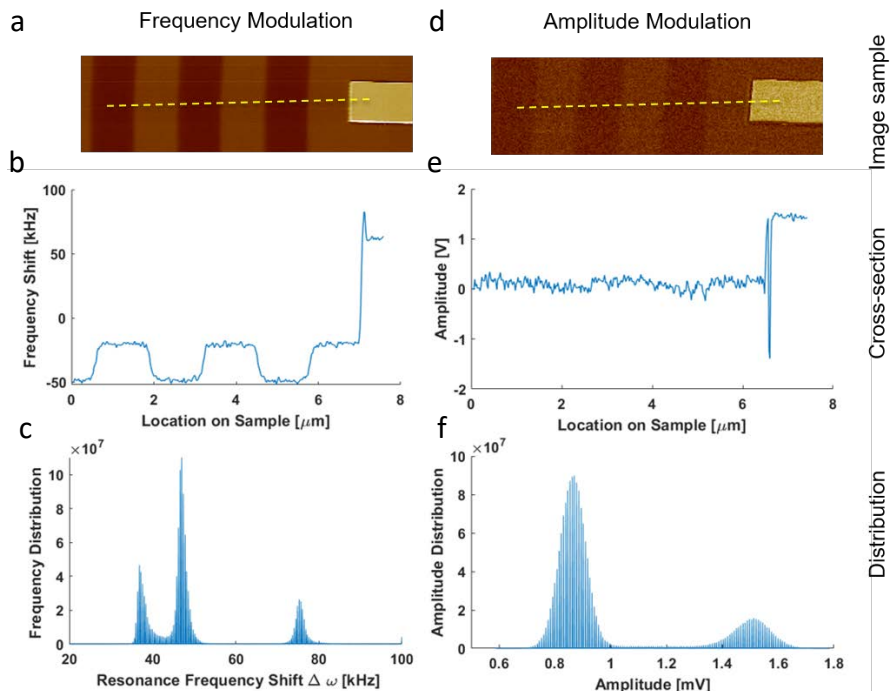 a
Frequency Modulation
d
Amplitude Modulation
Image sample
b
100
50
0
-50
Frequency Shift [kHz]
0 2 4 6 8
Location on Sample [μm]
e
2
1
0
-1
-2
Amplitude [V]
0 2 4 6 8
Location on Sample [μm]
Cross-section
c
×10⁷
10
8
6
4
2
0
Frequency Distribution
20 40 60 80 100
Resonance Frequency Shift Δ ω [kHz]
f
×10⁷
10
8
6
4
2
0
Amplitude Distribution
0.6 0.8 1 1.2 1.4 1.6 1.8
Amplitude [mV]
Distribution